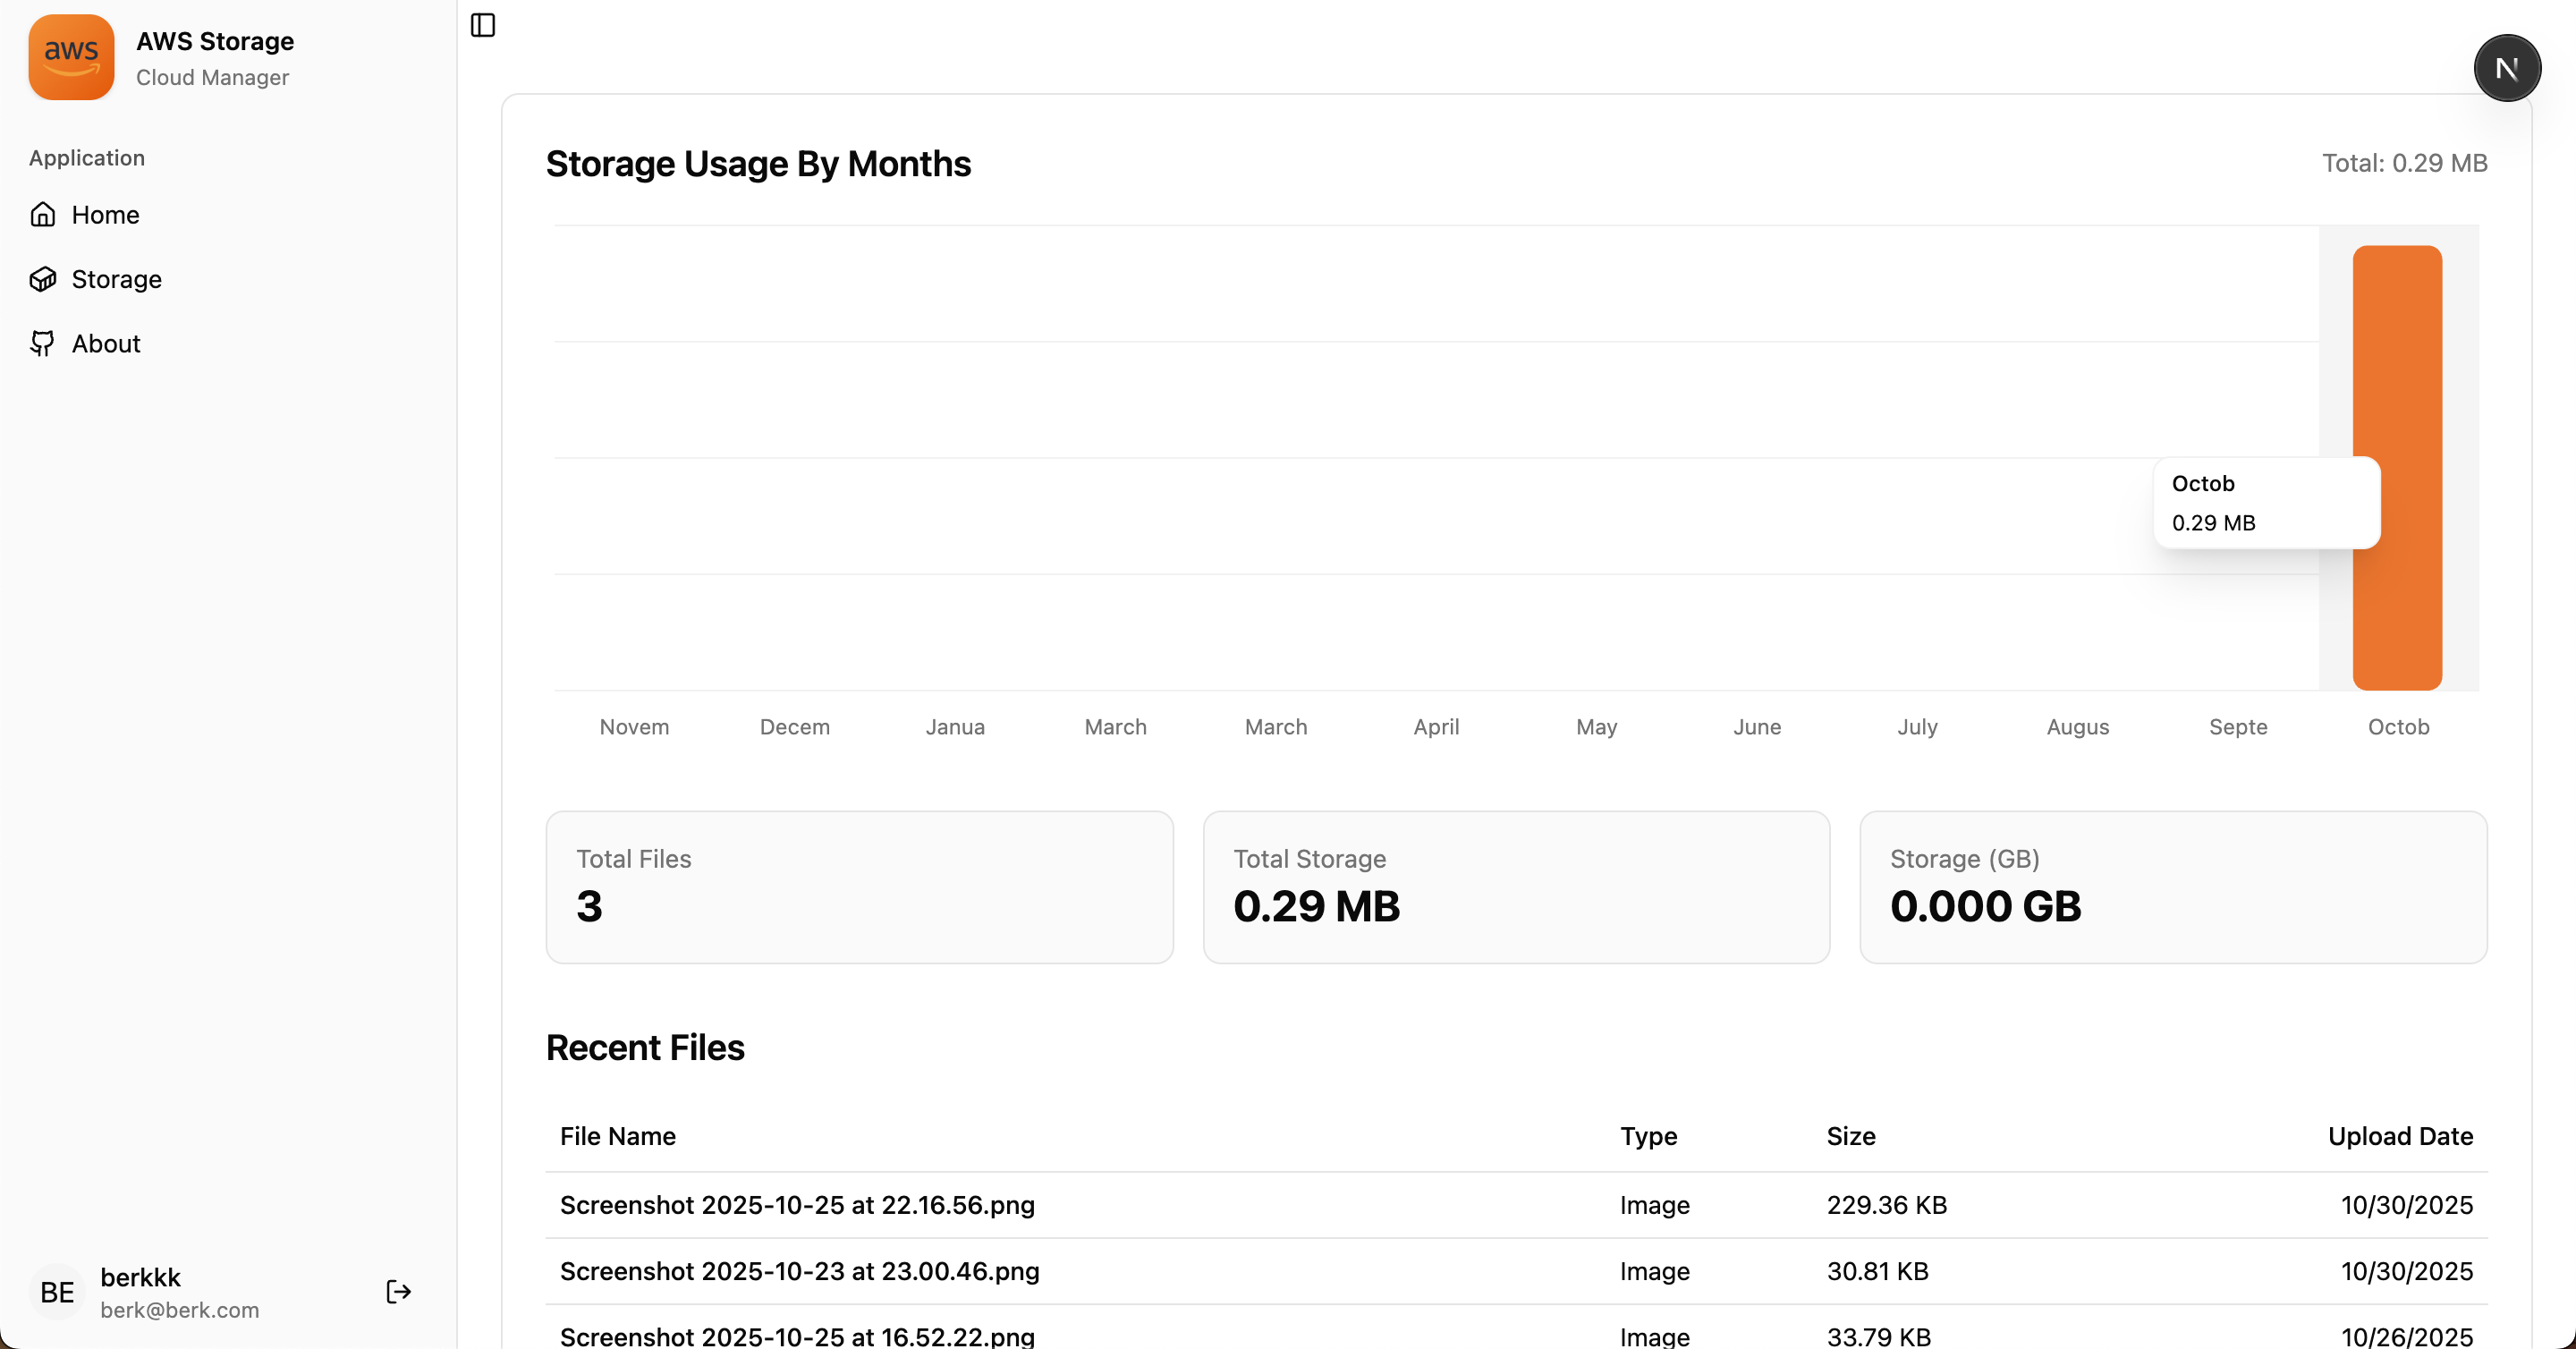 aws
AWS Storage
Cloud Manager
Application
Home
Storage
About
BE
berkkk
berk@berk.com
N
Storage Usage By Months
Total: 0.29 MB
Octob
0.29 MB
Novem Decem Janua March March April May June July Augus Septe Octob
Total Files
3
Total Storage
0.29 MB
Storage (GB)
0.000 GB
Recent Files
File Name Type Size Upload Date
Screenshot 2025-10-25 at 22.16.56.png Image 229.36 KB 10/30/2025
Screenshot 2025-10-23 at 23.00.46.png Image 30.81 KB 10/30/2025
Screenshot 2025-10-25 at 16.52.22.png Image 33.79 KB 10/26/2025